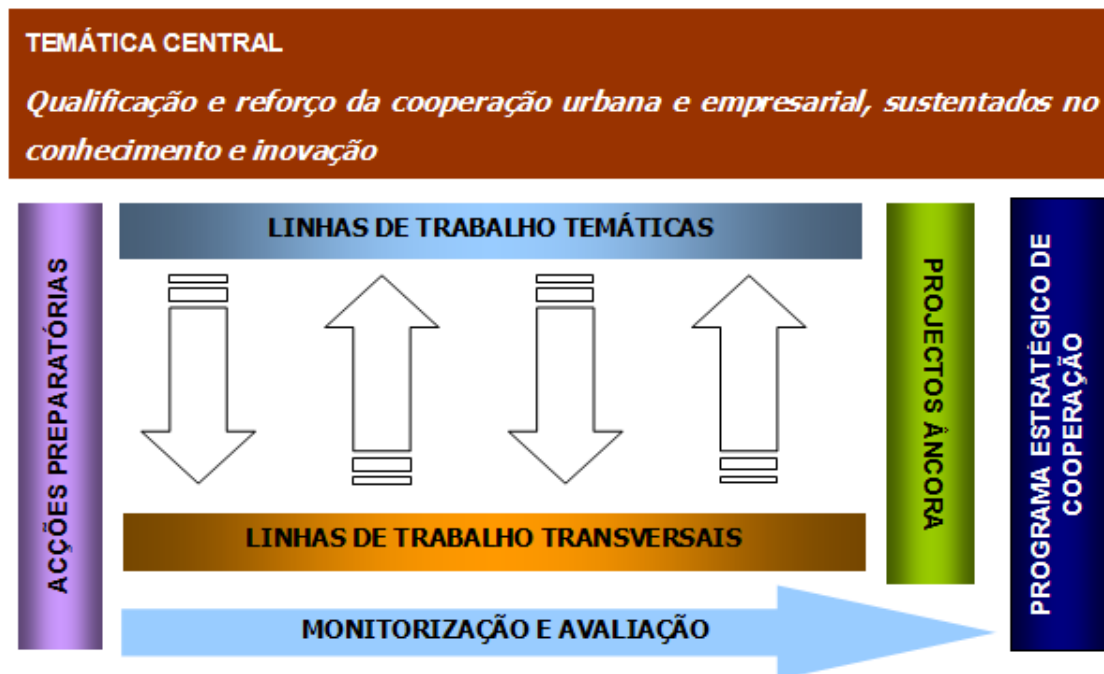 TEMÁTICA CENTRAL
Qualificação e reforço da cooperação urbana e empresarial, sustentados no
conhecimento e inovação
ACÇÕES PREPARATÓRIAS
LINHAS DE TRABALHO TEMÁTICAS
LINHAS DE TRABALHO TRANSVERSAIS
MONITORIZAÇÃO E AVALIAÇÃO
PROJECTOS ÂNCORA
PROGRAMA ESTRATÉGICO DE
COOPERAÇÃO